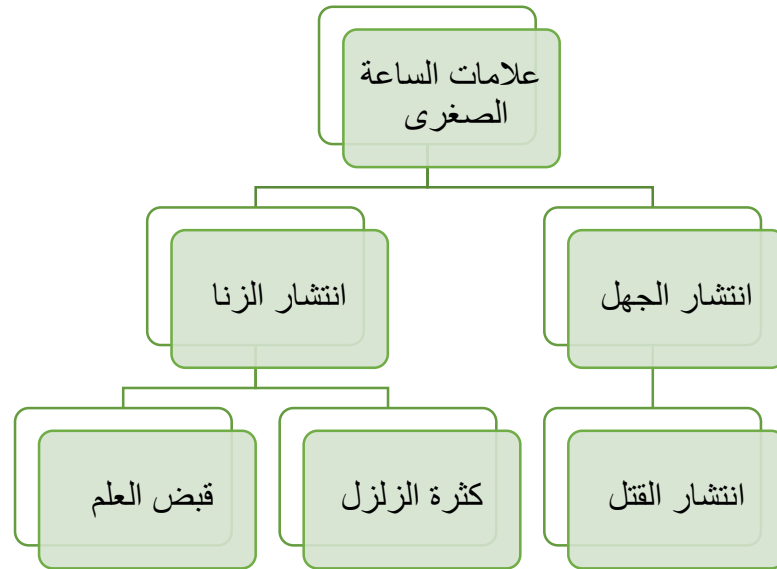 علامات الساعة
الصغرى
انتشار الجهل
انتشار الزنا
انتشار القتل
كثرة الزلزل
قبض العلم